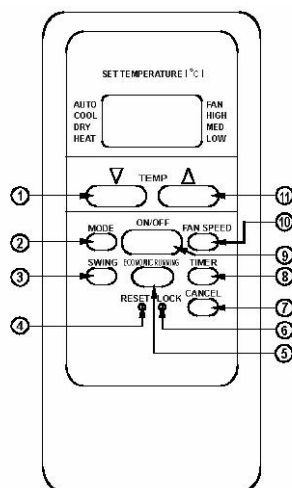 SET TEMPERATURE (°C)
AUTO FAN
COOL HIGH
DRY MED
HEAT LOW
TEMP
1 11
ON/OFF
MODE FAN SPEED
10
2 9
SWING ECONOMIC RUNNING TIMER
3 8
RESET LOCK CANCEL
4 6 7
5